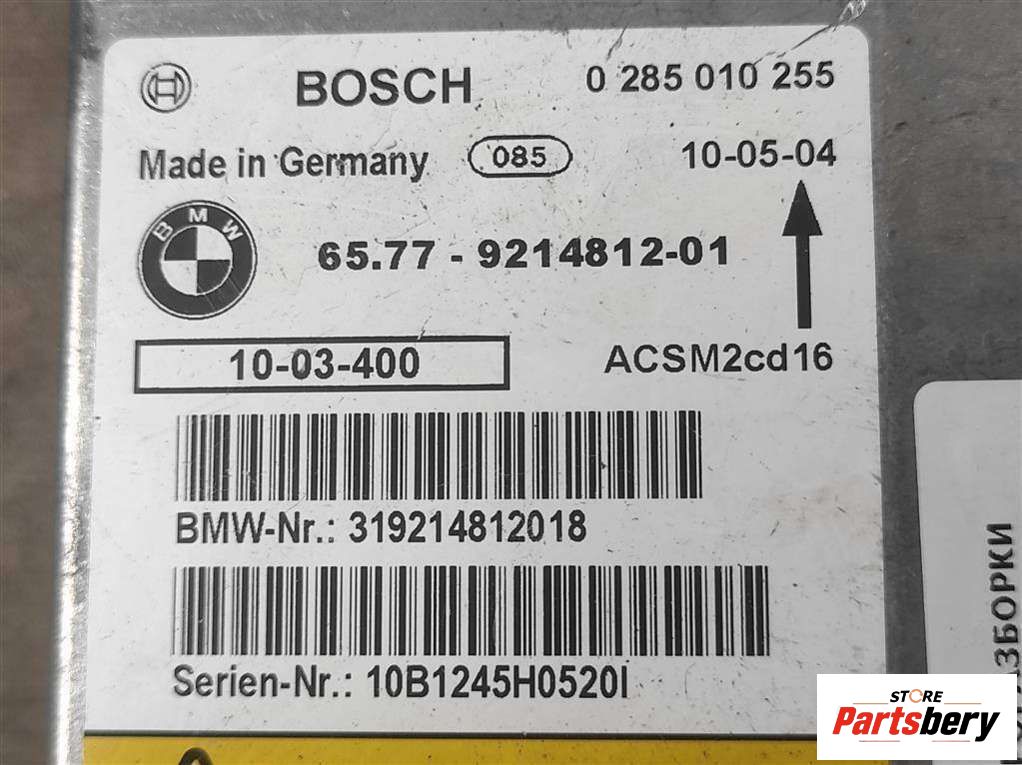 BOSCH 0 285 010 255
Made in Germany 085 10-05-04
BMW
65.77 - 9214812-01
10-03-400 ACSM2cd16
BMW-Nr.: 319214812018
Serien-Nr.: 10B1245H0520I
STORE
Partsbery